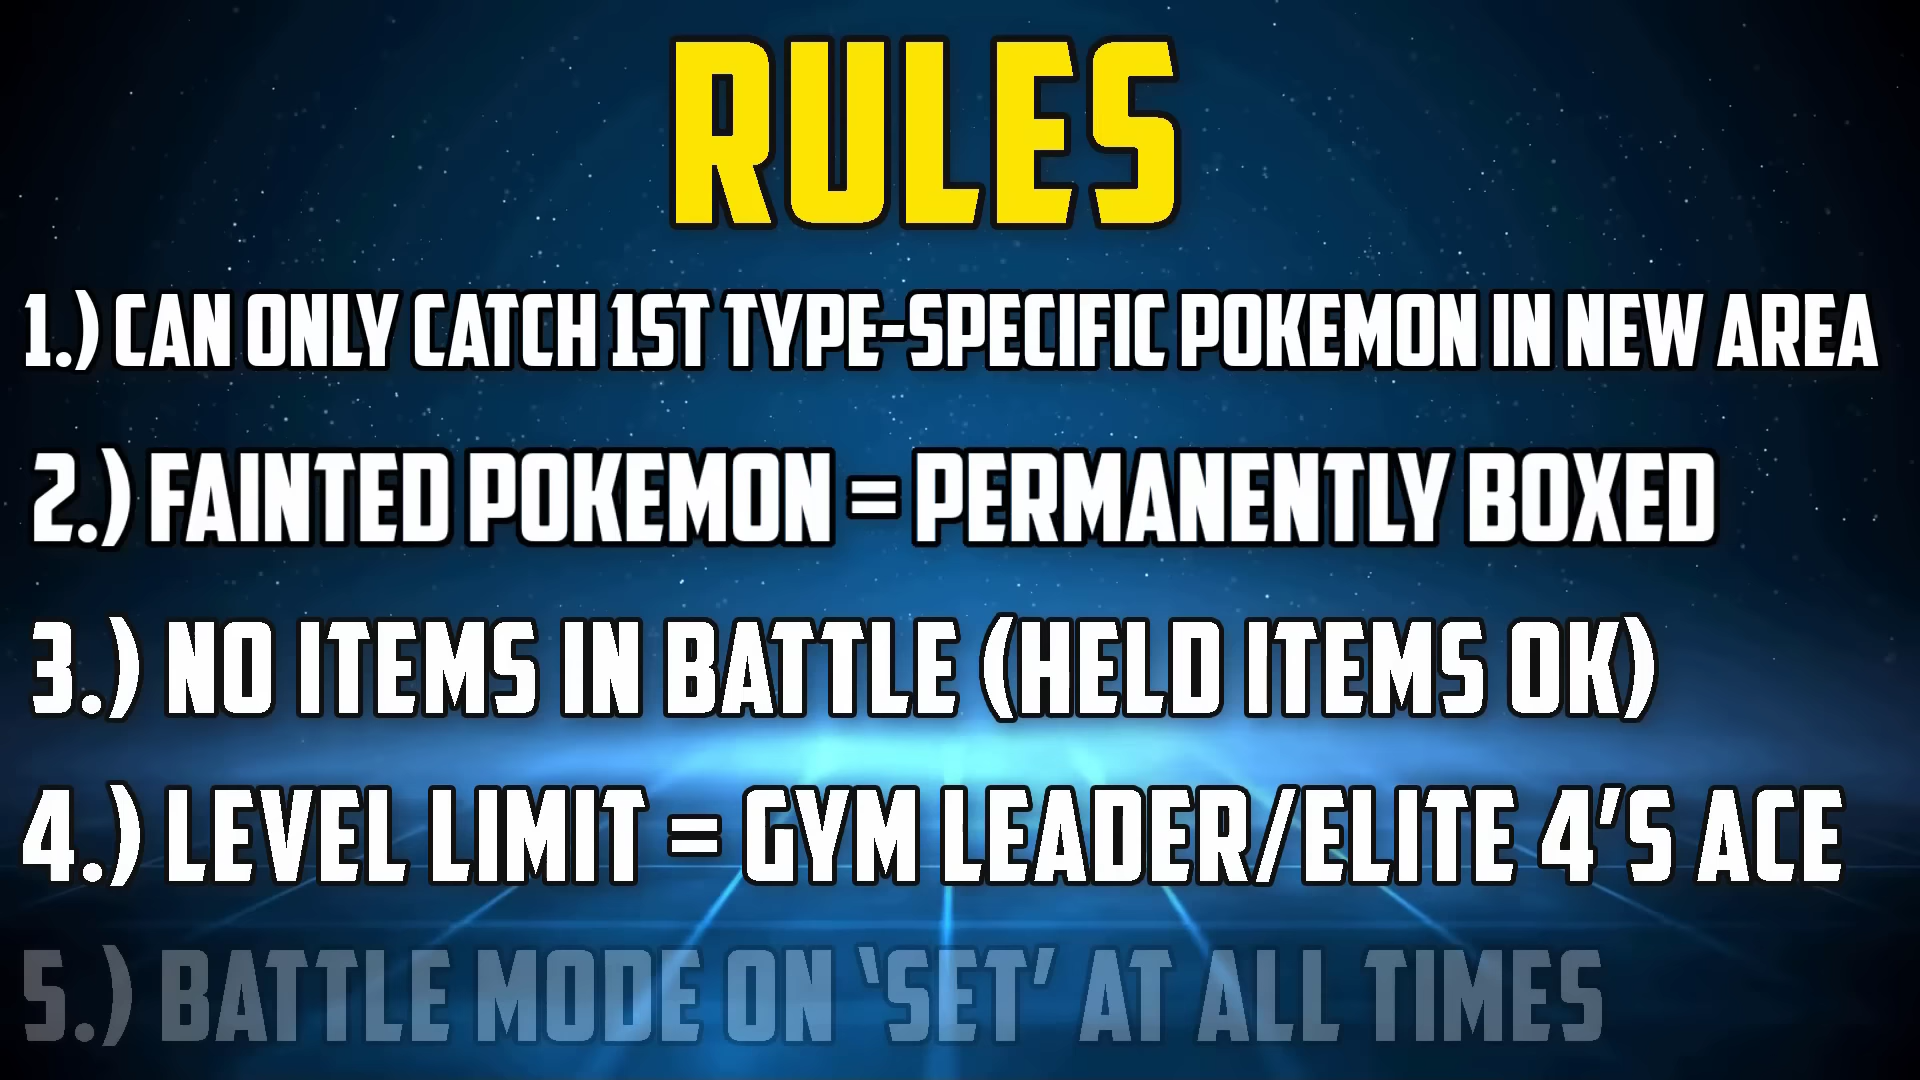 RULES
1.) CAN ONLY CATCH 1ST TYPE-SPECIFIC POKEMON IN NEW AREA
2.) FAINTED POKEMON = PERMANENTLY BOXED
3.) NO ITEMS IN BATTLE (HELD ITEMS OK)
4.) LEVEL LIMIT = GYM LEADER/ELITE 4'S ACE
5.) BATTLE MODE ON 'SET' AT ALL TIMES